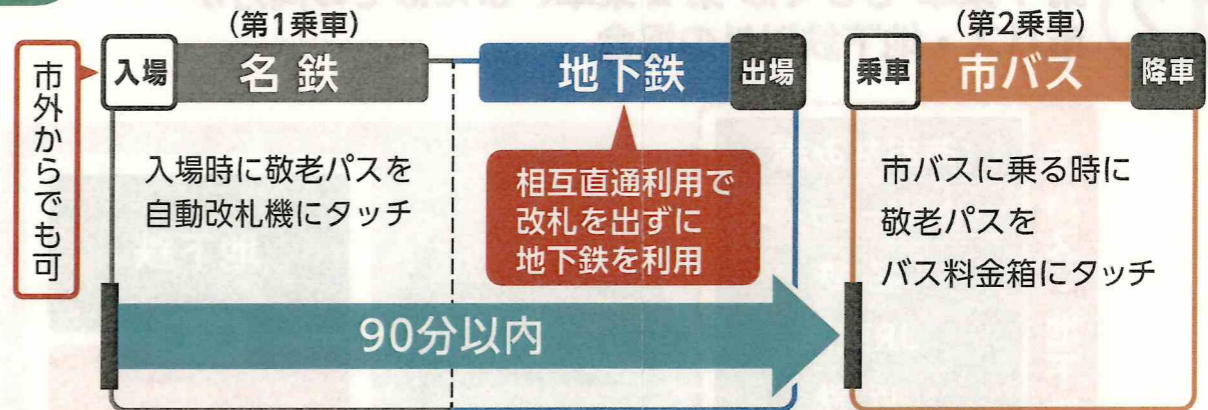 (第1乗車)
(第2乗車)
市外からでも可
入場
名鉄
地下鉄
出場
乗車
市バス
降車
入場時に敬老パスを
自動改札機にタッチ
相互直通利用で
改札を出ずに
地下鉄を利用
市バスに乗る時に
敬老パスを
バス料金箱にタッチ
90分以内